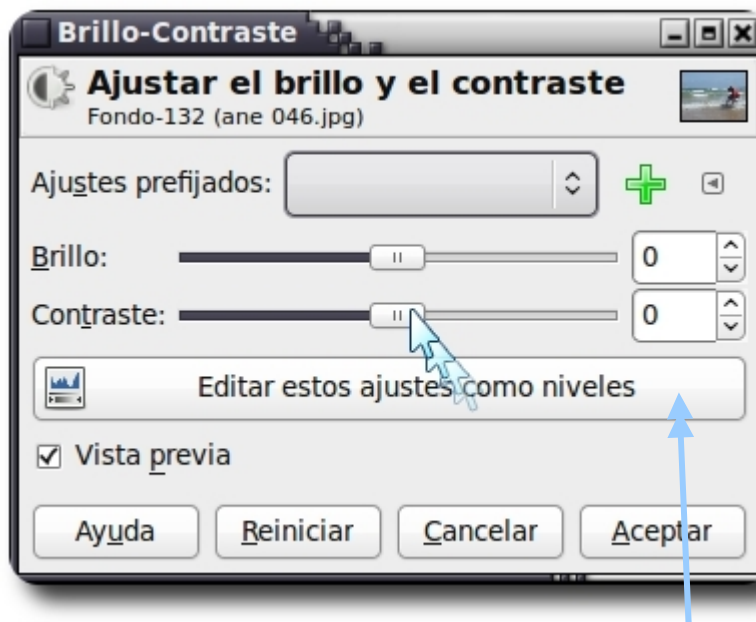 Brillo-Contraste
Ajustar el brillo y el contraste
Fondo-132 (ane 046.jpg)
Ajustes prefijados:
Brillo: 0
Contraste: 0
Editar estos ajustes como niveles
Vista previa
Ayuda Reiniciar Cancelar Aceptar